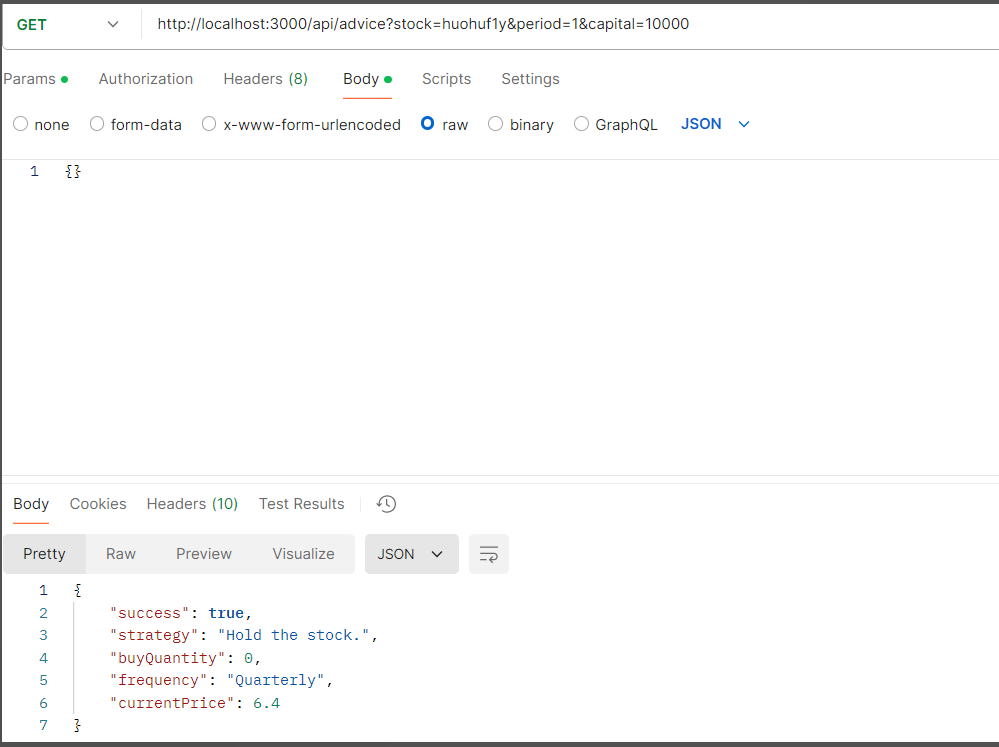 GET http://localhost:3000/api/advice?stock=huohuf1y&period=1&capital=10000
Params Authorization Headers (8) Body Scripts Settings
none form-data x-www-form-urlencoded raw binary GraphQL JSON
1 {}
Body Cookies Headers (10) Test Results
Pretty Raw Preview Visualize JSON
1 {
2 "success": true,
3 "strategy": "Hold the stock.",
4 "buyQuantity": 0,
5 "frequency": "Quarterly",
6 "currentPrice": 6.4
7 }